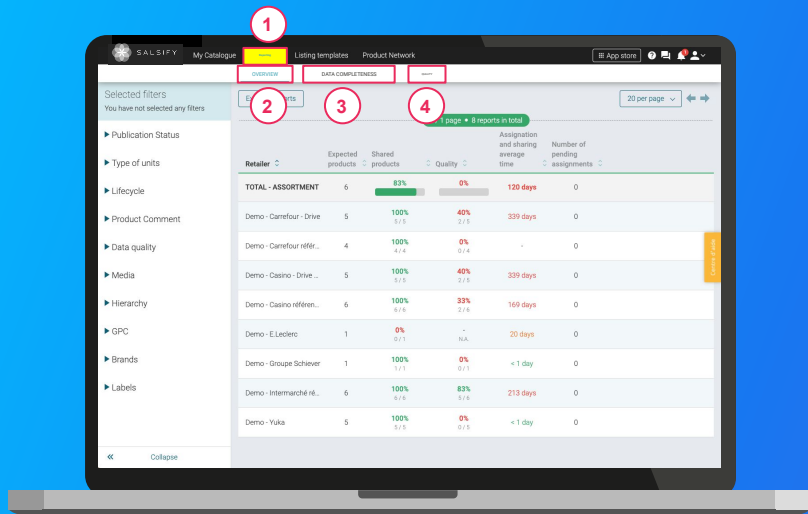 1
SALSIFY My Catalogue Listing templates Product Network App store
OVERVIEW DATA COMPLETENESS
Selected filters
You have not selected any filters
2 3 4
20 per page
1 page • 8 reports in total
Publication Status
Type of units
Lifecycle
Product Comment
Data quality
Media
Hierarchy
GPC
Brands
Labels
Collapse
Retailer Expected products Shared products Quality Assignation and sharing average time Number of pending assignments
TOTAL - ASSORTMENT 6 83% 0% 120 days 0
Demo - Carrefour - Drive 5 100% 5 / 5 40% 2 / 5 339 days 0
Demo - Carrefour référ... 4 100% 4 / 4 0% 0 / 4 - 0
Demo - Casino - Drive ... 5 100% 5 / 5 40% 2 / 5 339 days 0
Demo - Casino référen... 6 100% 6 / 6 33% 2 / 6 169 days 0
Demo - E.Leclerc 1 0% 0 / 1 - N.A. 20 days 0
Demo - Groupe Schiever 1 100% 1 / 1 0% 0 / 1 < 1 day 0
Demo - Intermarché ré... 6 100% 6 / 6 83% 5 / 6 213 days 0
Demo - Yuka 5 100% 5 / 5 0% 0 / 5 < 1 day 0
Centre d'aide